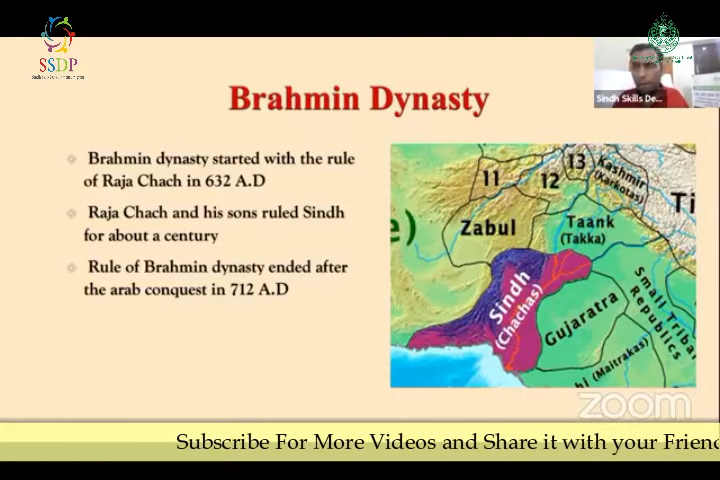 SSDP
Sindh Skills De...
Brahmin Dynasty
Brahmin dynasty started with the rule
of Raja Chach in 632 A.D
Raja Chach and his sons ruled Sindh
for about a century
Rule of Brahmin dynasty ended after
the arab conquest in 712 A.D
11
12
13
Kashmir
(Karkotas)
Ti
Zabul
Taank
(Takka)
e)
Sindh
(Chachas)
Gujaratra
Small Tribal
Republics
hi (Maitrakas)
zoom
Subscribe For More Videos and Share it with your Friend